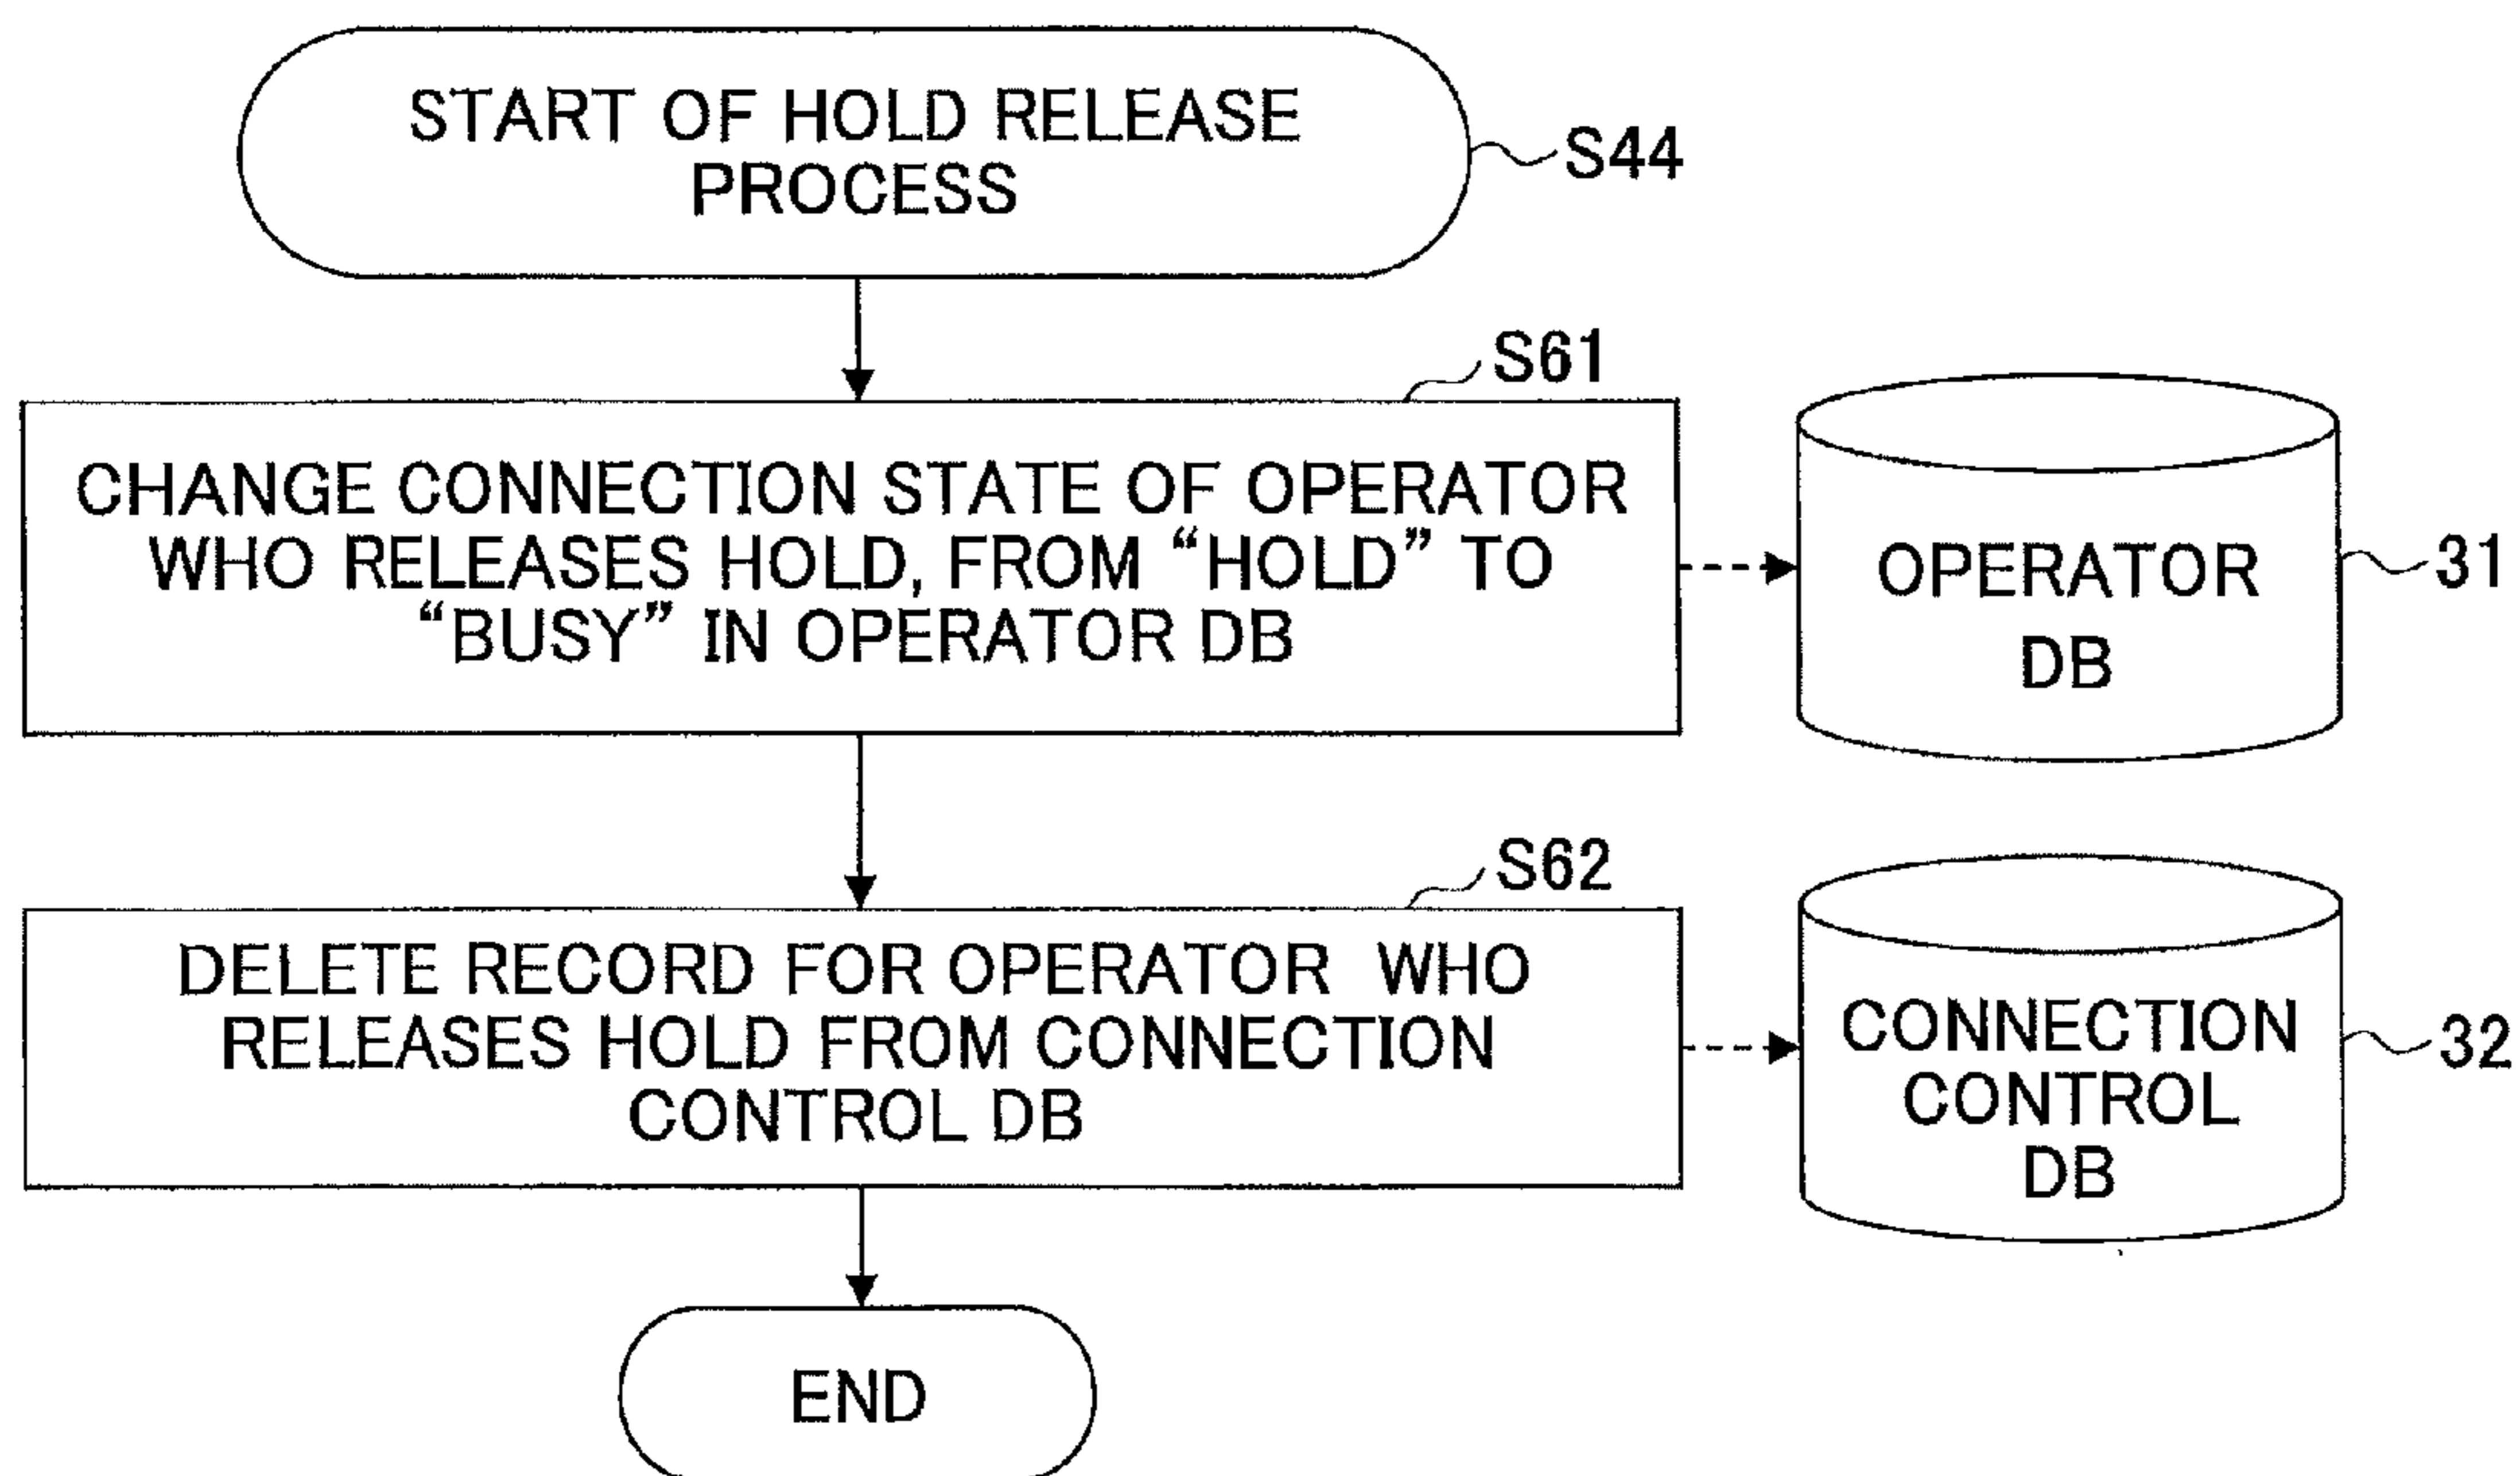 START OF HOLD RELEASE
PROCESS
S44
S61
CHANGE CONNECTION STATE OF OPERATOR
WHO RELEASES HOLD, FROM “HOLD” TO
“BUSY” IN OPERATOR DB
OPERATOR
DB
31
S62
DELETE RECORD FOR OPERATOR WHO
RELEASES HOLD FROM CONNECTION
CONTROL DB
CONNECTION
CONTROL
DB
32
END